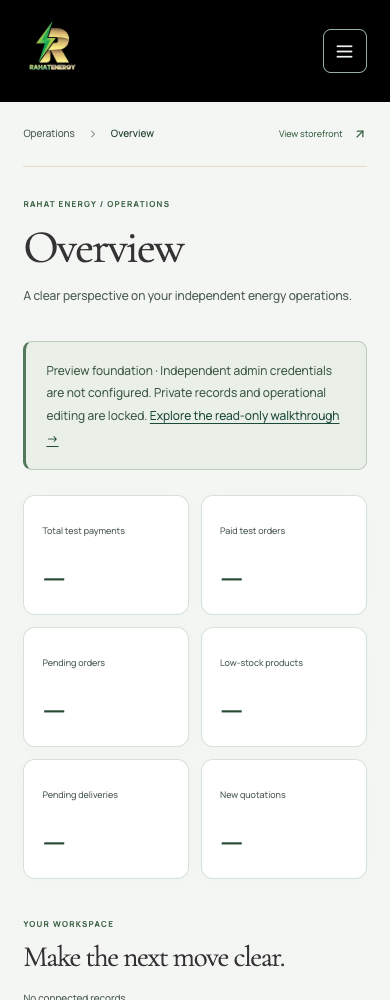 RAHATENERGY
Operations > Overview View storefront ↗
RAHAT ENERGY / OPERATIONS
Overview
A clear perspective on your independent energy operations.
Preview foundation · Independent admin credentials
are not configured. Private records and operational
editing are locked. Explore the read-only walkthrough
→
Total test payments
—
Paid test orders
—
Pending orders
—
Low-stock products
—
Pending deliveries
—
New quotations
—
YOUR WORKSPACE
Make the next move clear.
No connected records